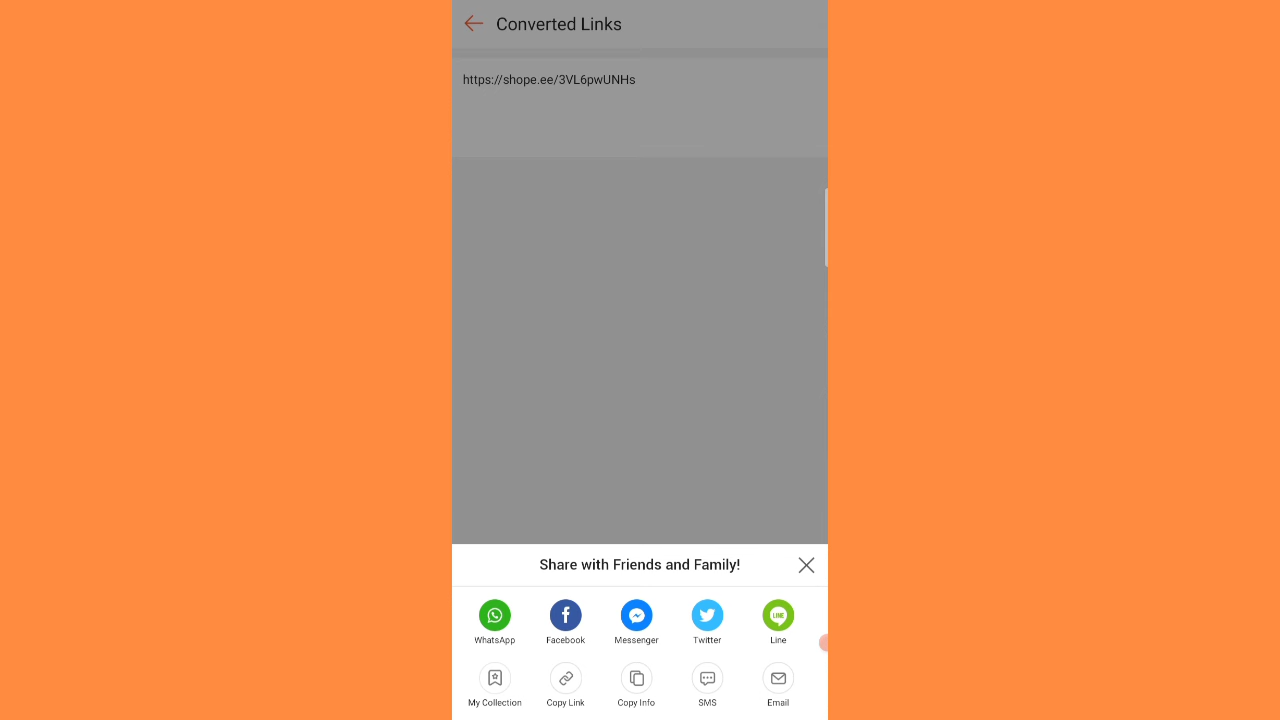 Converted Links
https://shope.ee/3VL6pwUNHs
Share with Friends and Family!
WhatsApp Facebook Messenger Twitter Line
LINE
My Collection Copy Link Copy Info SMS Email